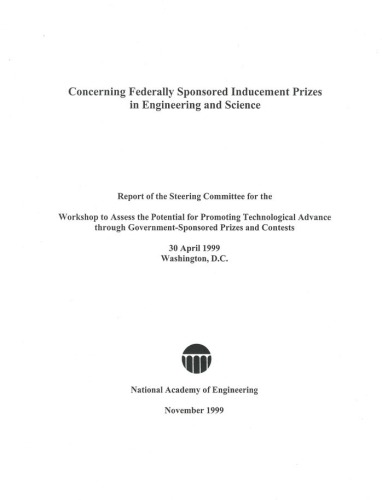 Concerning Federally Sponsored Inducement Prizes
in Engineering and Science
Report of the Steering Committee for the
Workshop to Assess the Potential for Promoting Technological Advance
through Government-Sponsored Prizes and Contests
30 April 1999
Washington, D.C.
National Academy of Engineering
November 1999